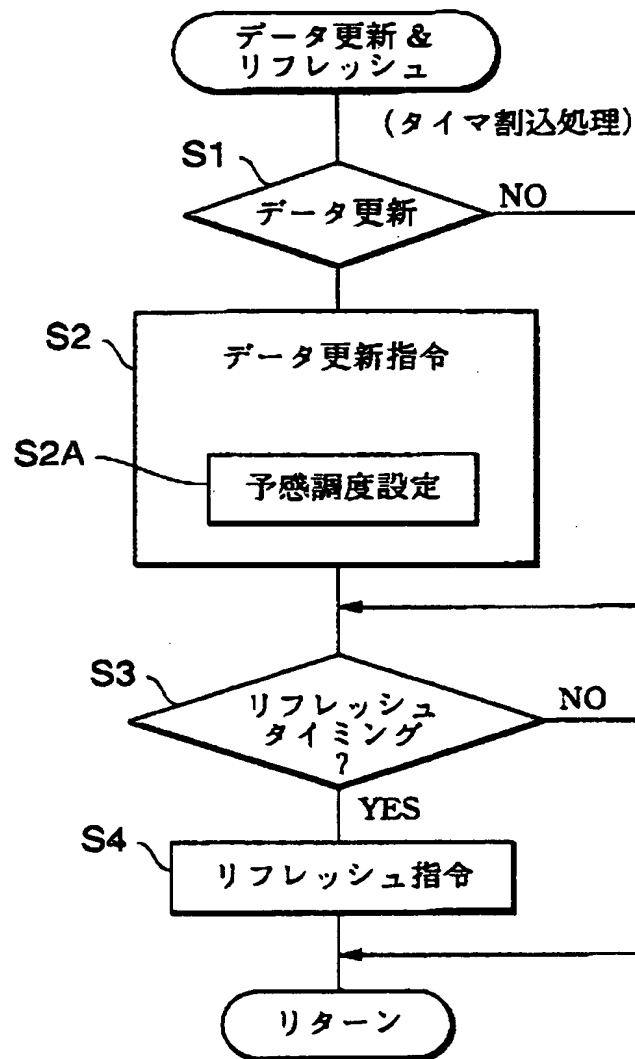 データ更新&
リフレッシュ
(タイマ割込処理)
S1
データ更新
NO
S2
データ更新指令
S2A
予感調度設定
S3
リフレッシュ
タイミング
?
NO
YES
S4
リフレッシュ指令
リターン